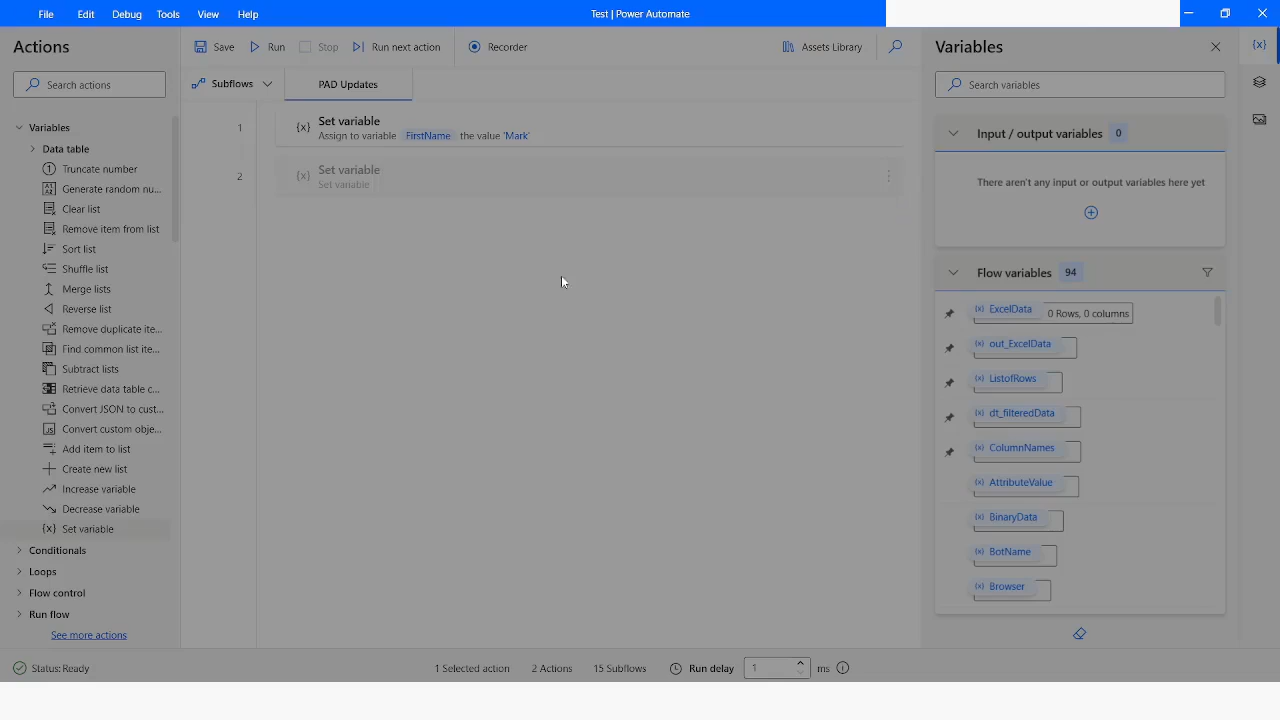 File Edit Debug Tools View Help
Test | Power Automate
Actions
Save Run Stop Run next action Recorder
Assets Library
Variables
{x}
Search actions
Subflows
PAD Updates
Search variables
Variables
Data table
Truncate number
Generate random nu...
Clear list
Remove item from list
Sort list
Shuffle list
Merge lists
Reverse list
Remove duplicate ite...
Find common list ite...
Subtract lists
Retrieve data table c...
Convert JSON to cust...
Convert custom obje...
Add item to list
Create new list
Increase variable
Decrease variable
{x} Set variable
Conditionals
Loops
Flow control
Run flow
See more actions
1
{x} Set variable
Assign to variable FirstName the value 'Mark'
2
{x} Set variable
Set variable
Input / output variables 0
There aren't any input or output variables here yet
Flow variables 94
{x} ExcelData 0 Rows, 0 columns
{x} out_ExcelData
{x} ListofRows
{x} dt_filteredData
{x} ColumnNames
{x} AttributeValue
{x} BinaryData
{x} BotName
{x} Browser
Status: Ready
1 Selected action
2 Actions
15 Subflows
Run delay 1 ms